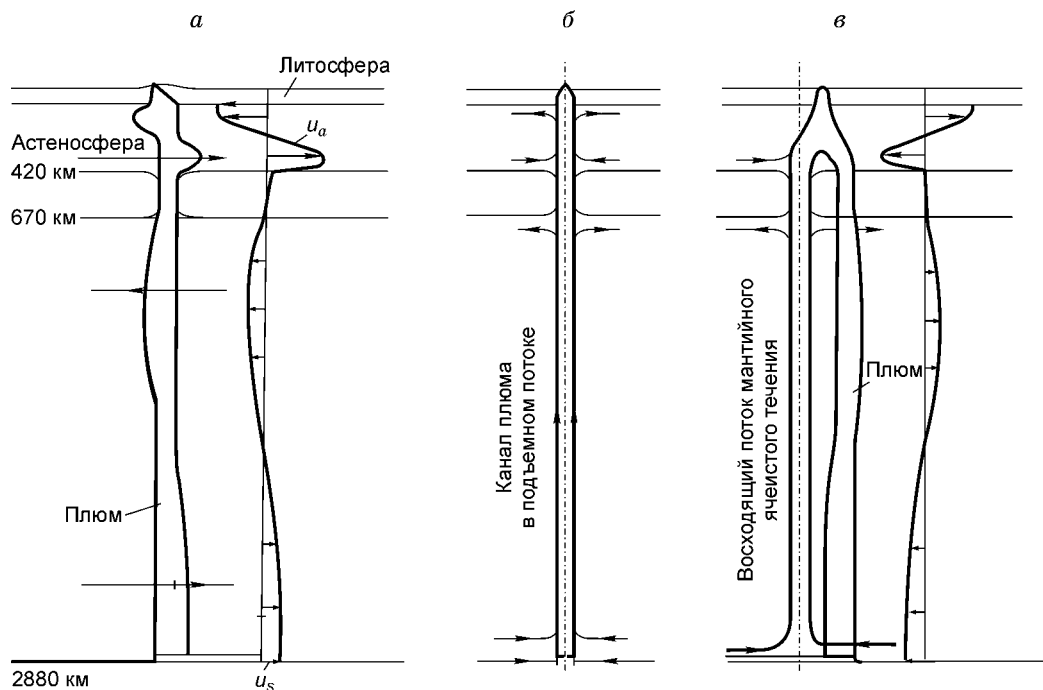 а
б
в
Литосфера
u_a
Астеносфера
420 км
670 км
Плюм
2880 км
u_s
Канал плюма
в подъемном потоке
Восходящий поток мантийного
ячеистого течения
Плюм